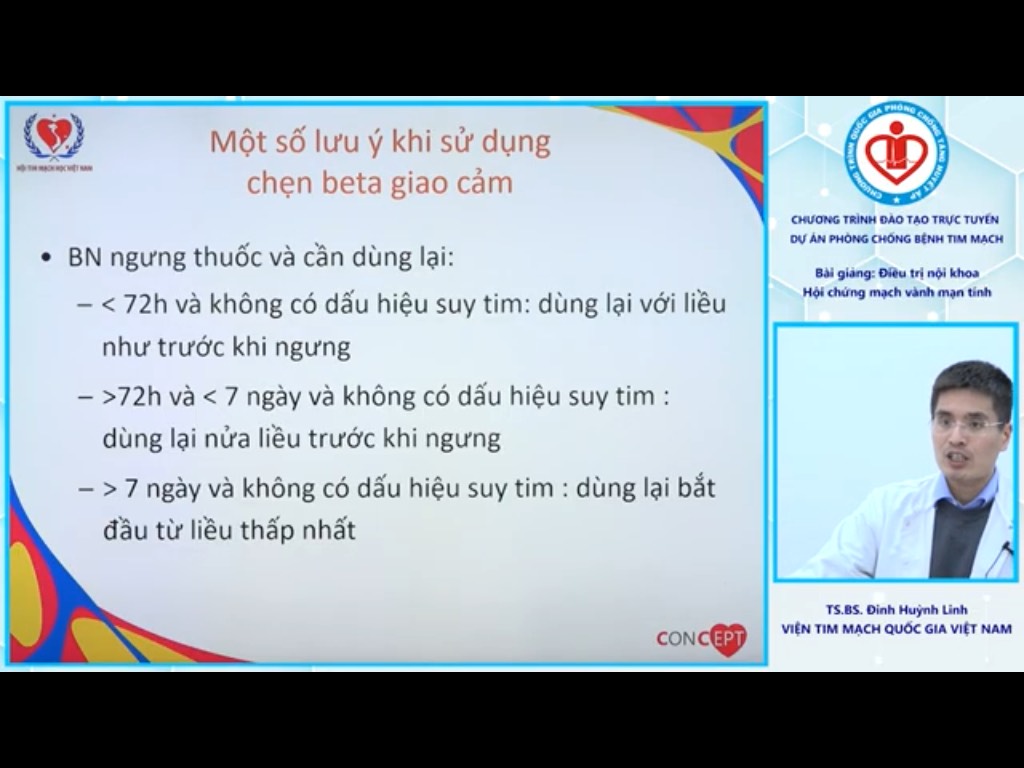 HỘI TIM MẠCH HỌC VIỆT NAM
Một số lưu ý khi sử dụng
chẹn beta giao cảm
• BN ngưng thuốc và cần dùng lại:
– < 72h và không có dấu hiệu suy tim: dùng lại với liều
như trước khi ngưng
– >72h và < 7 ngày và không có dấu hiệu suy tim :
dùng lại nửa liều trước khi ngưng
– > 7 ngày và không có dấu hiệu suy tim : dùng lại bắt
đầu từ liều thấp nhất
CONCEPT
CHƯƠNG TRÌNH QUỐC GIA PHÒNG CHỐNG TĂNG HUYẾT ÁP
CHƯƠNG TRÌNH ĐÀO TẠO TRỰC TUYẾN
DỰ ÁN PHÒNG CHỐNG BỆNH TIM MẠCH
Bài giảng: Điều trị nội khoa
Hội chứng mạch vành mạn tính
TS.BS. Đinh Huỳnh Linh
VIỆN TIM MẠCH QUỐC GIA VIỆT NAM